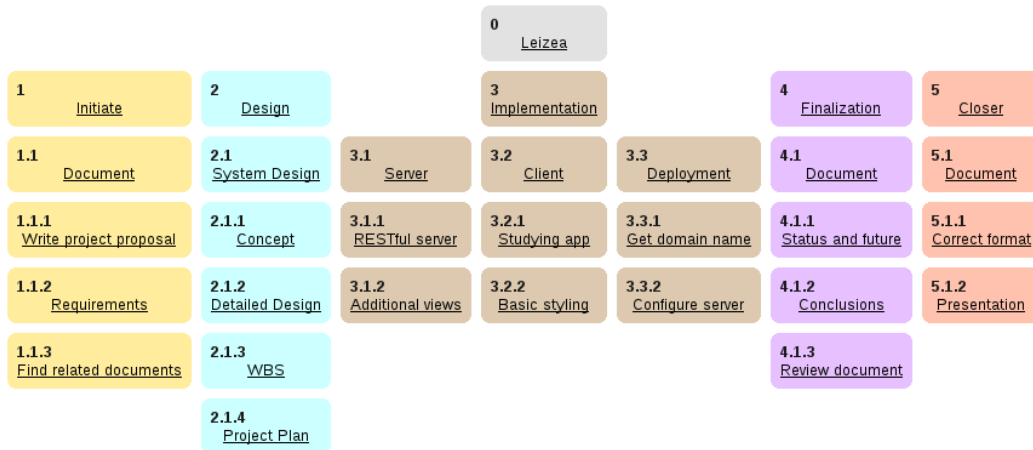 0
Leizea
1
Initiate
2
Design
3
Implementation
4
Finalization
5
Closer
1.1
Document
2.1
System Design
3.1
Server
3.2
Client
3.3
Deployment
4.1
Document
5.1
Document
1.1.1
Write project proposal
2.1.1
Concept
3.1.1
RESTful server
3.2.1
Studying app
3.3.1
Get domain name
4.1.1
Status and future
5.1.1
Correct format
1.1.2
Requirements
2.1.2
Detailed Design
3.1.2
Additional views
3.2.2
Basic styling
3.3.2
Configure server
4.1.2
Conclusions
5.1.2
Presentation
1.1.3
Find related documents
2.1.3
WBS
4.1.3
Review document
2.1.4
Project Plan